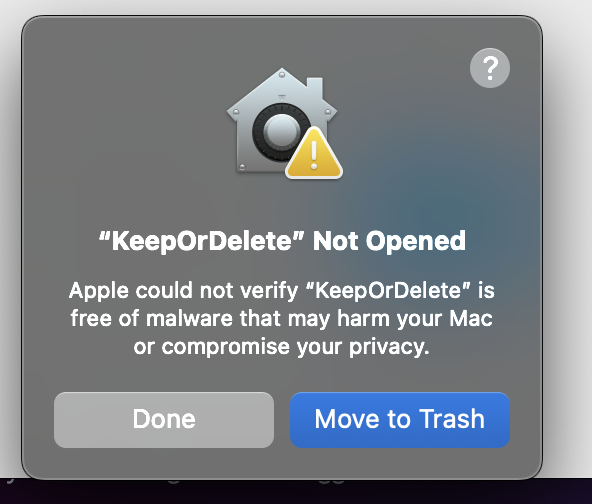 ?
“KeepOrDelete” Not Opened
Apple could not verify “KeepOrDelete” is
free of malware that may harm your Mac
or compromise your privacy.
Done
Move to Trash